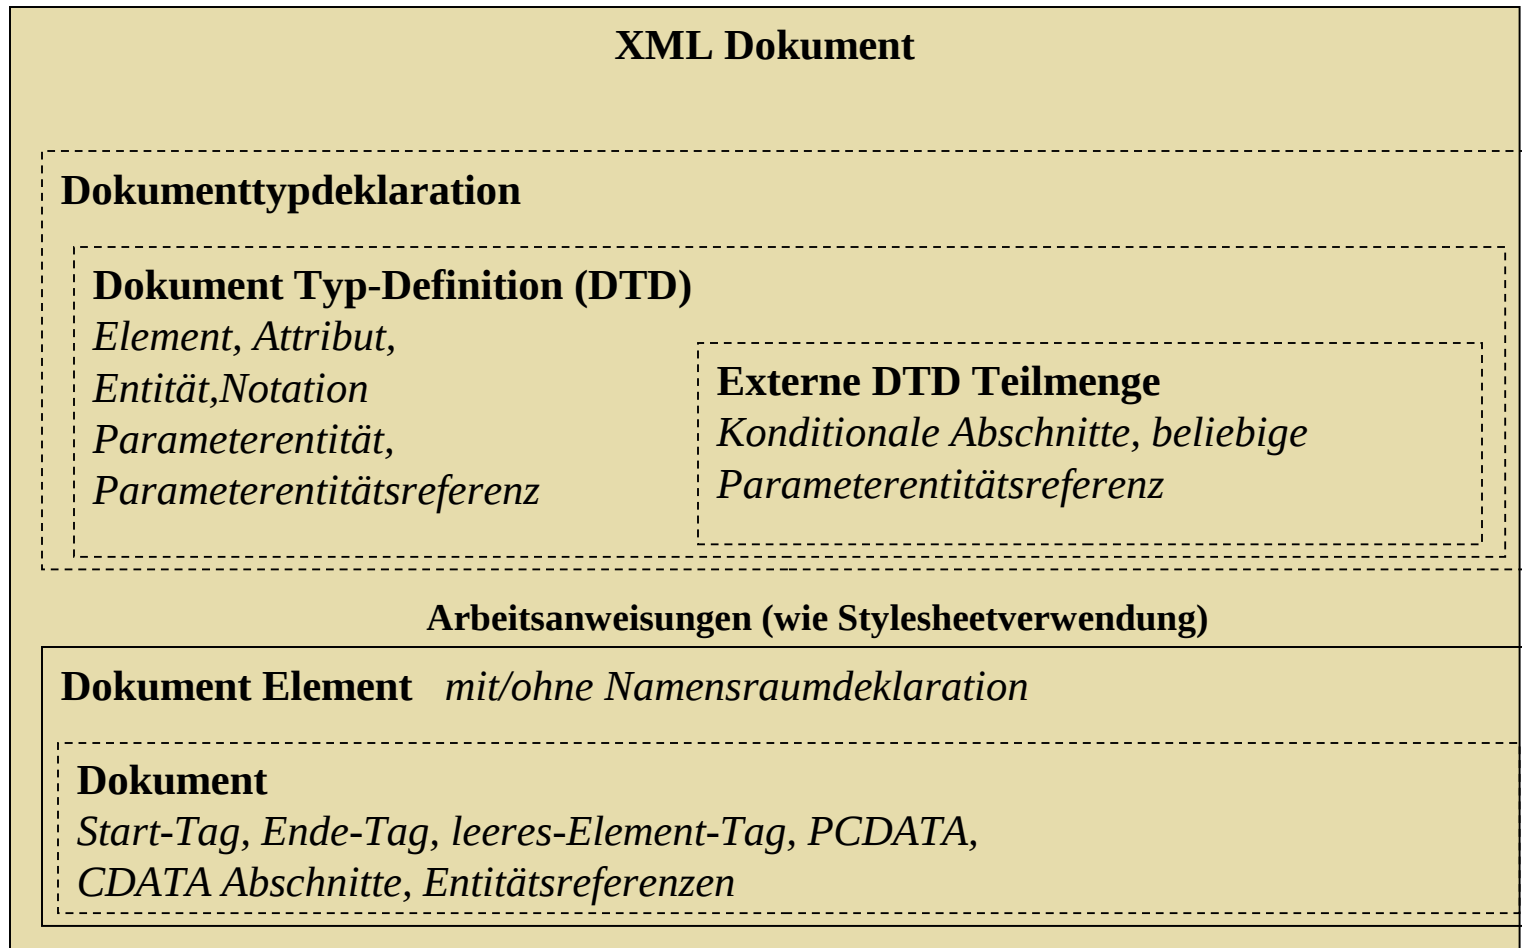 XML Dokument
Dokumenttypdeklaration
Dokument Typ-Definition (DTD)
Element, Attribut,
Entität,Notation
Parameterentität,
Parameterentitätsreferenz
Externe DTD Teilmenge
Konditionale Abschnitte, beliebige
Parameterentitätsreferenz
Arbeitsanweisungen (wie Stylesheetverwendung)
Dokument Element mit/ohne Namensraumdeklaration
Dokument
Start-Tag, Ende-Tag, leeres-Element-Tag, PCDATA,
CDATA Abschnitte, Entitätsreferenzen